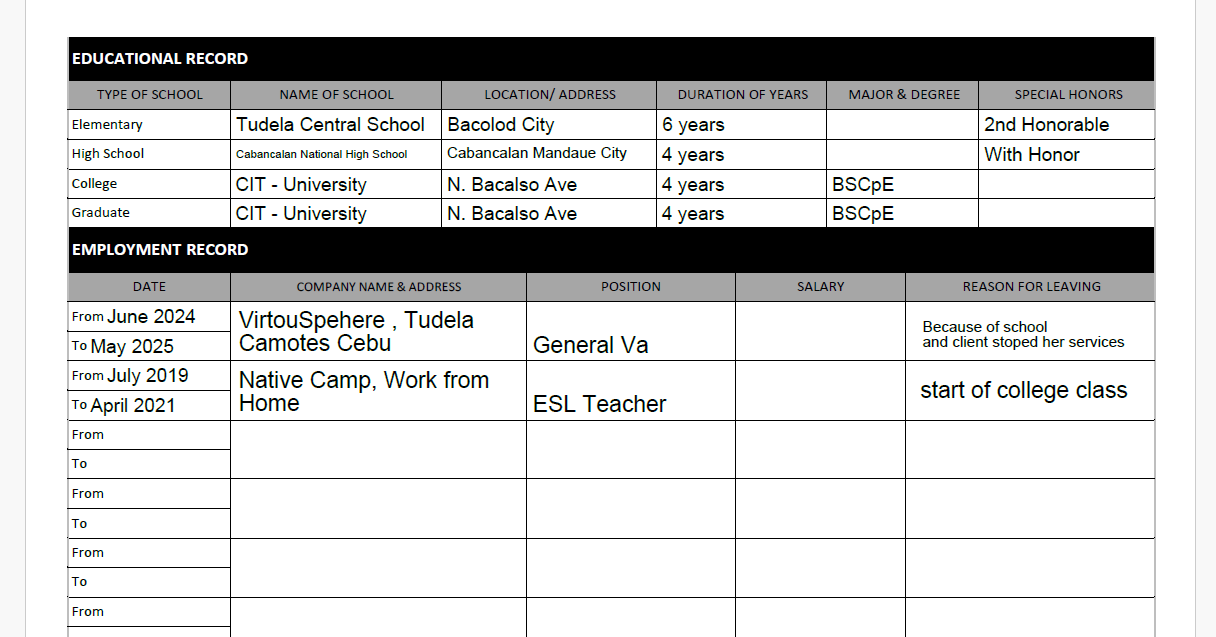 EDUCATIONAL RECORD
TYPE OF SCHOOL NAME OF SCHOOL LOCATION/ ADDRESS DURATION OF YEARS MAJOR & DEGREE SPECIAL HONORS
Elementary Tudela Central School Bacolod City 6 years 2nd Honorable
High School Cabancalan National High School Cabancalan Mandaue City 4 years With Honor
College CIT - University N. Bacalso Ave 4 years BSCpE
Graduate CIT - University N. Bacalso Ave 4 years BSCpE
EMPLOYMENT RECORD
DATE COMPANY NAME & ADDRESS POSITION SALARY REASON FOR LEAVING
From June 2024
To May 2025
VirtouSpehere , Tudela
Camotes Cebu
General Va
Because of school
and client stoped her services
From July 2019
To April 2021
Native Camp, Work from
Home
ESL Teacher
start of college class
From
To
From
To
From
To
From